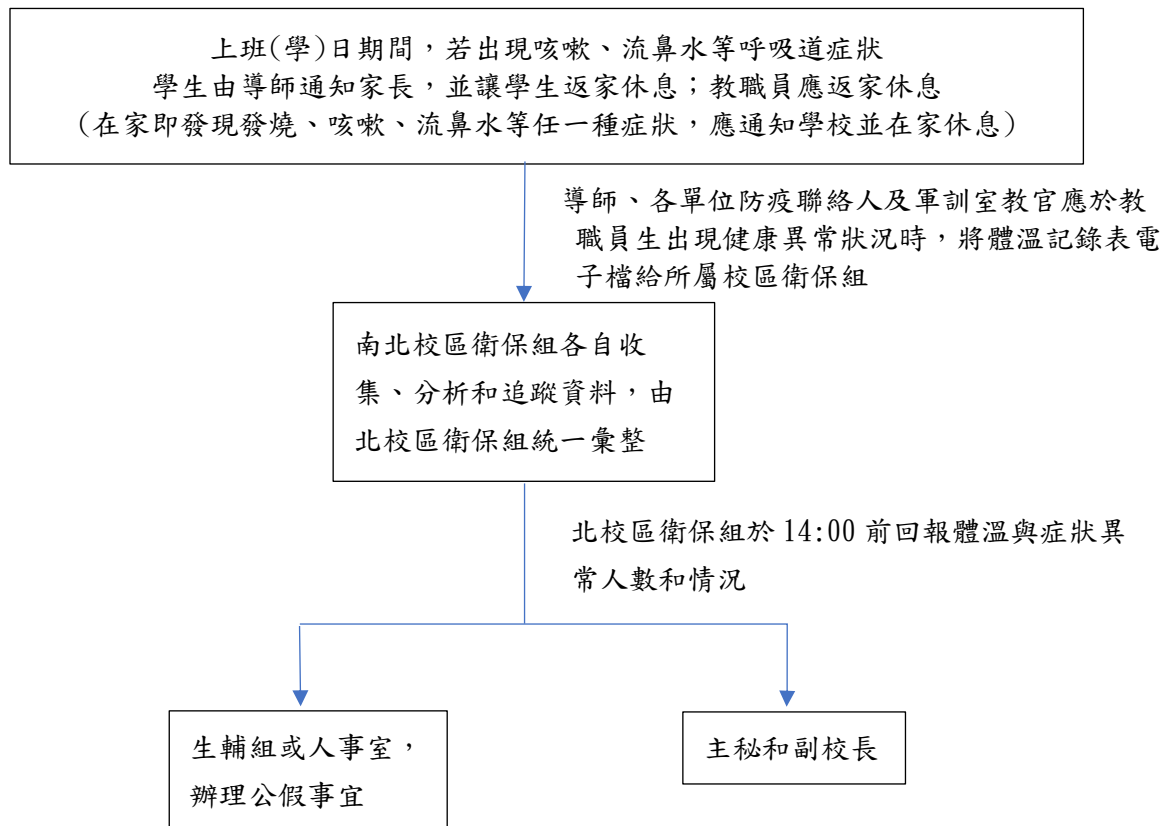 上班(學)日期間，若出現咳嗽、流鼻水等呼吸道症狀
學生由導師通知家長，並讓學生返家休息；教職員應返家休息
(在家即發現發燒、咳嗽、流鼻水等任一種症狀，應通知學校並在家休息)
導師、各單位防疫聯絡人及軍訓室教官應於教
職員生出現健康異常狀況時，將體溫記錄表電
子檔給所屬校區衛保組
南北校區衛保組各自收
集、分析和追蹤資料，由
北校區衛保組統一彙整
北校區衛保組於 14:00 前回報體溫與症狀異
常人數和情況
生輔組或人事室，
辦理公假事宜
主秘和副校長